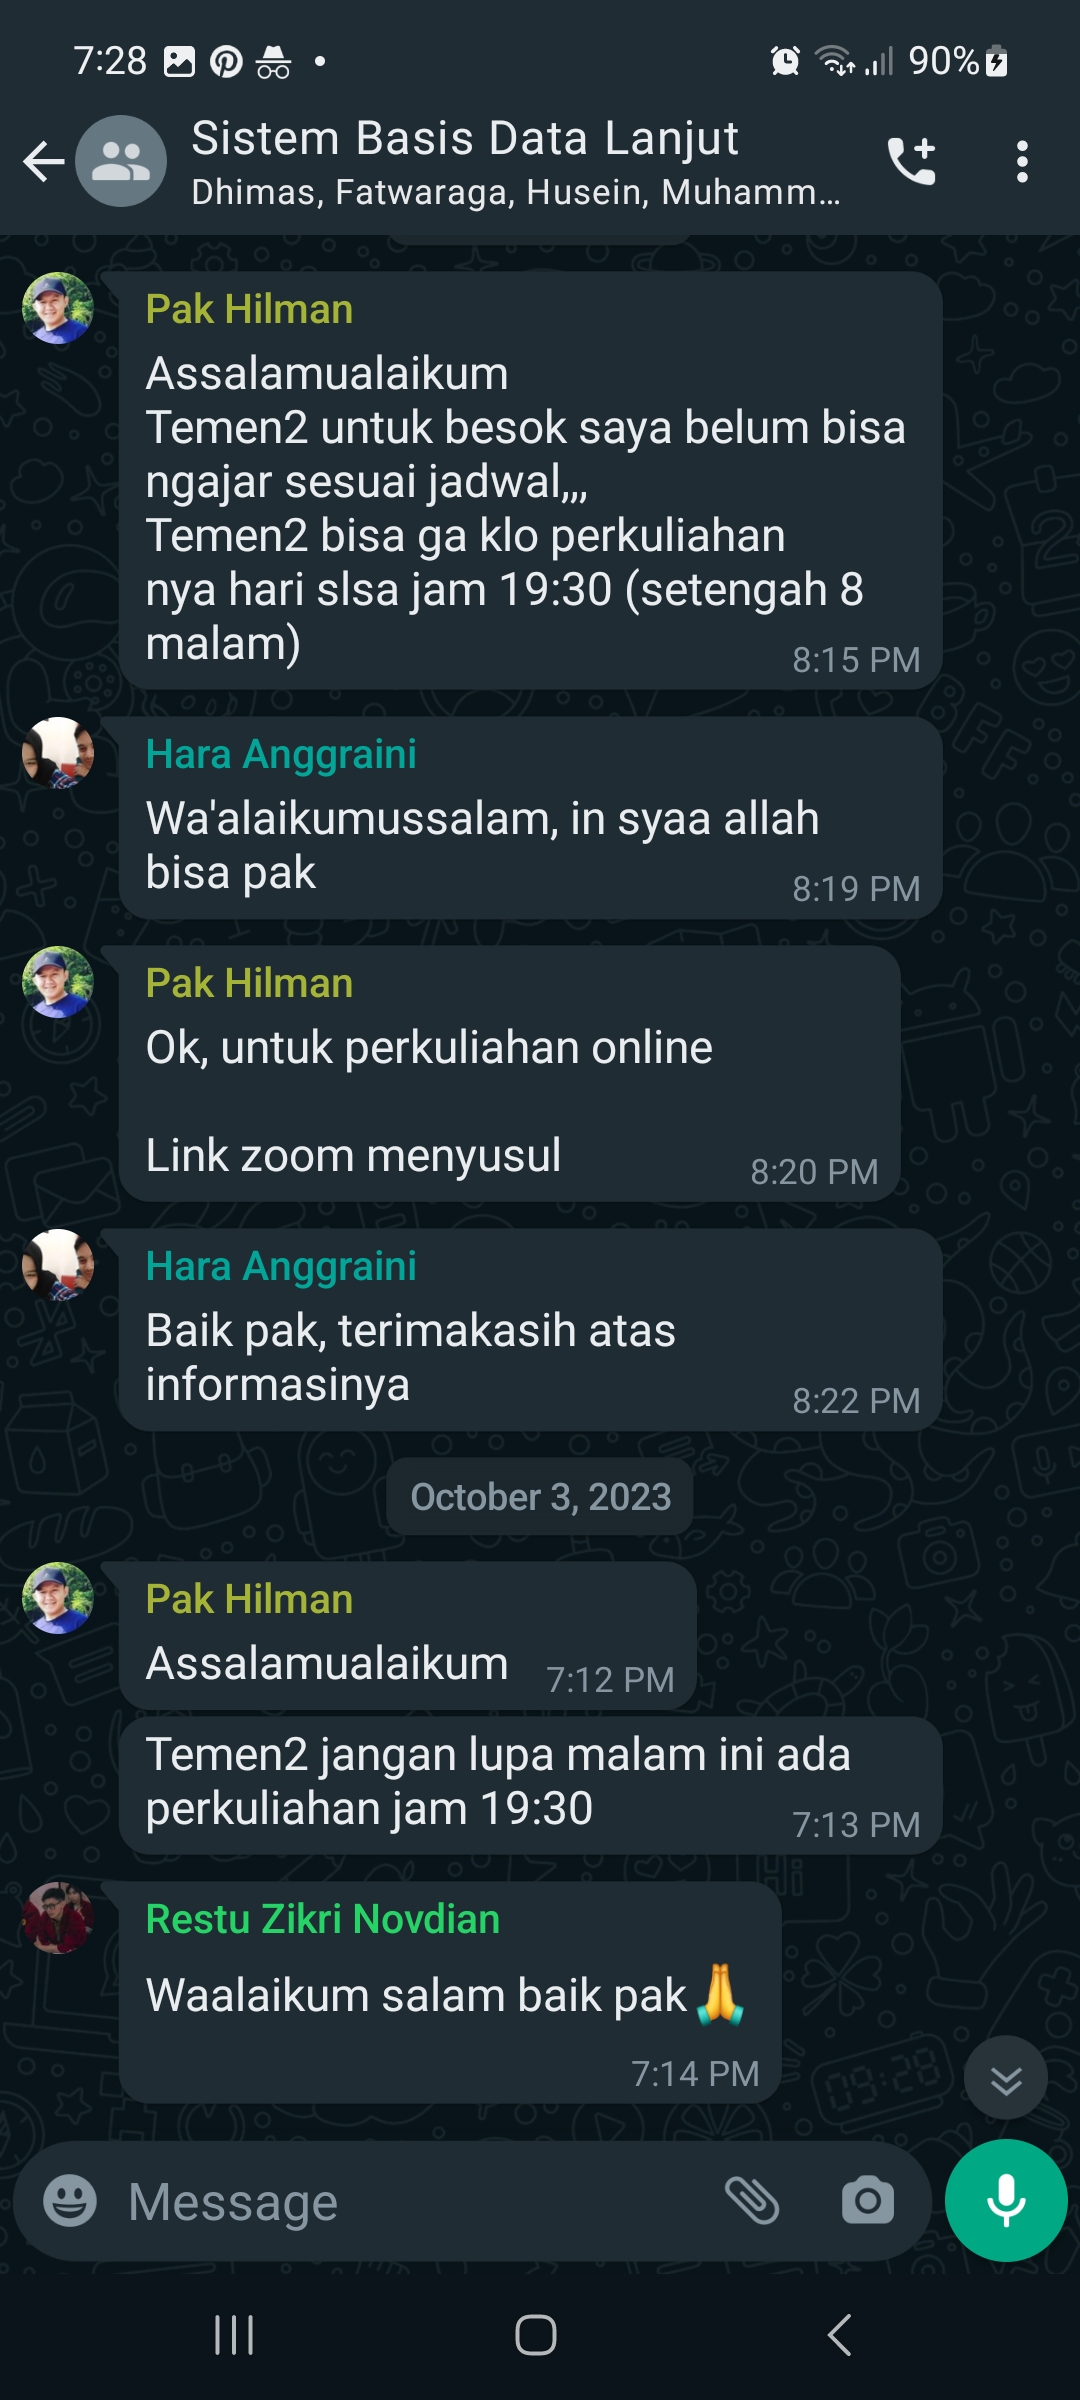 7:28
90%
Sistem Basis Data Lanjut
Dhimas, Fatwaraga, Husein, Muhamm...
Pak Hilman
Assalamualaikum
Temen2 untuk besok saya belum bisa
ngajar sesuai jadwal,,,
Temen2 bisa ga klo perkuliahan
nya hari slsa jam 19:30 (setengah 8
malam)
8:15 PM
Hara Anggraini
Wa'alaikumussalam, in syaa allah
bisa pak
8:19 PM
Pak Hilman
Ok, untuk perkuliahan online
Link zoom menyusul
8:20 PM
Hara Anggraini
Baik pak, terimakasih atas
informasinya
8:22 PM
October 3, 2023
Pak Hilman
Assalamualaikum
7:12 PM
Temen2 jangan lupa malam ini ada
perkuliahan jam 19:30
7:13 PM
Restu Zikri Novdian
Waalaikum salam baik pak🙏
7:14 PM
Message